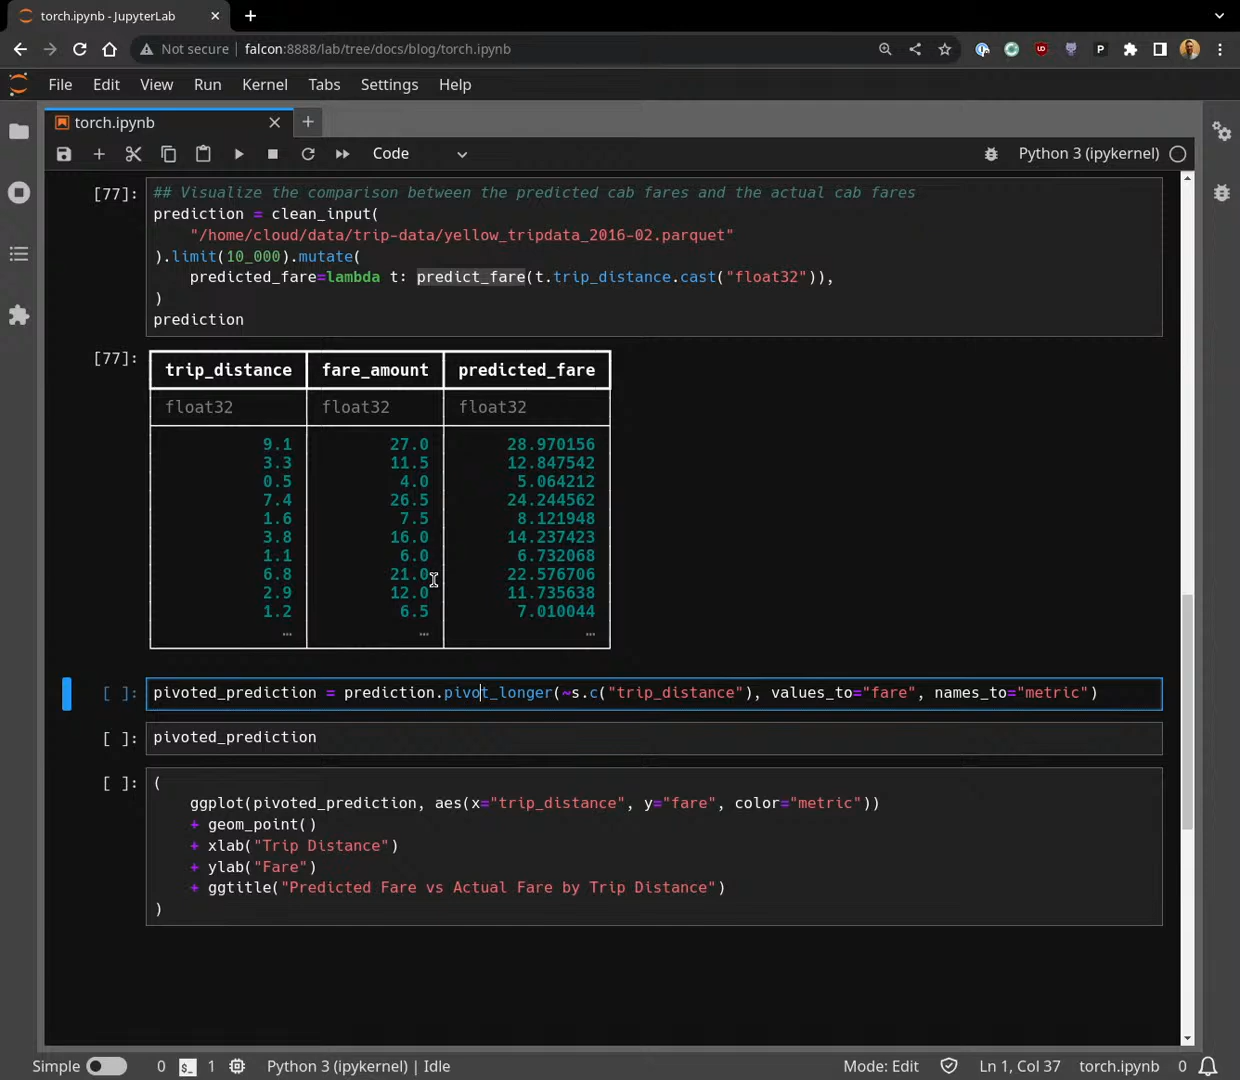 torch.ipynb - JupyterLab
Not secure | falcon:8888/lab/tree/docs/blog/torch.ipynb
File Edit View Run Kernel Tabs Settings Help
torch.ipynb
Code Python 3 (ipykernel)
[77]: ## Visualize the comparison between the predicted cab fares and the actual cab fares
prediction = clean_input(
"/home/cloud/data/trip-data/yellow_tripdata_2016-02.parquet"
).limit(10_000).mutate(
predicted_fare=lambda t: predict_fare(t.trip_distance.cast("float32")),
)
prediction
[77]: trip_distance fare_amount predicted_fare
float32 float32 float32
9.1 27.0 28.970156
3.3 11.5 12.847542
0.5 4.0 5.064212
7.4 26.5 24.244562
1.6 7.5 8.121948
3.8 16.0 14.237423
1.1 6.0 6.732068
6.8 21.0 22.576706
2.9 12.0 11.735638
1.2 6.5 7.010044
… … …
[ ]: pivoted_prediction = prediction.pivot_longer(~s.c("trip_distance"), values_to="fare", names_to="metric")
[ ]: pivoted_prediction
[ ]: (
ggplot(pivoted_prediction, aes(x="trip_distance", y="fare", color="metric"))
+ geom_point()
+ xlab("Trip Distance")
+ ylab("Fare")
+ ggtitle("Predicted Fare vs Actual Fare by Trip Distance")
)
Simple 0 $_ 1 Python 3 (ipykernel) | Idle Mode: Edit Ln 1, Col 37 torch.ipynb 0